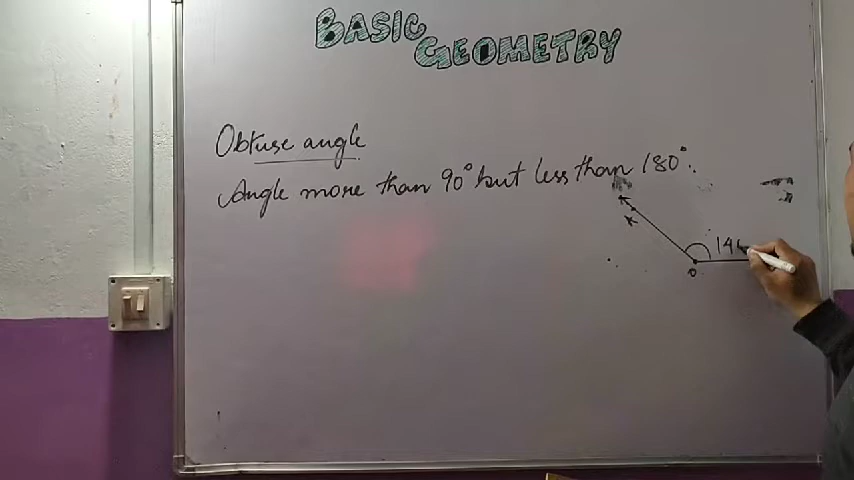 BASIC
GEOMETRY
Obtuse angle
Angle more than 90° but less than 180°.
K
O